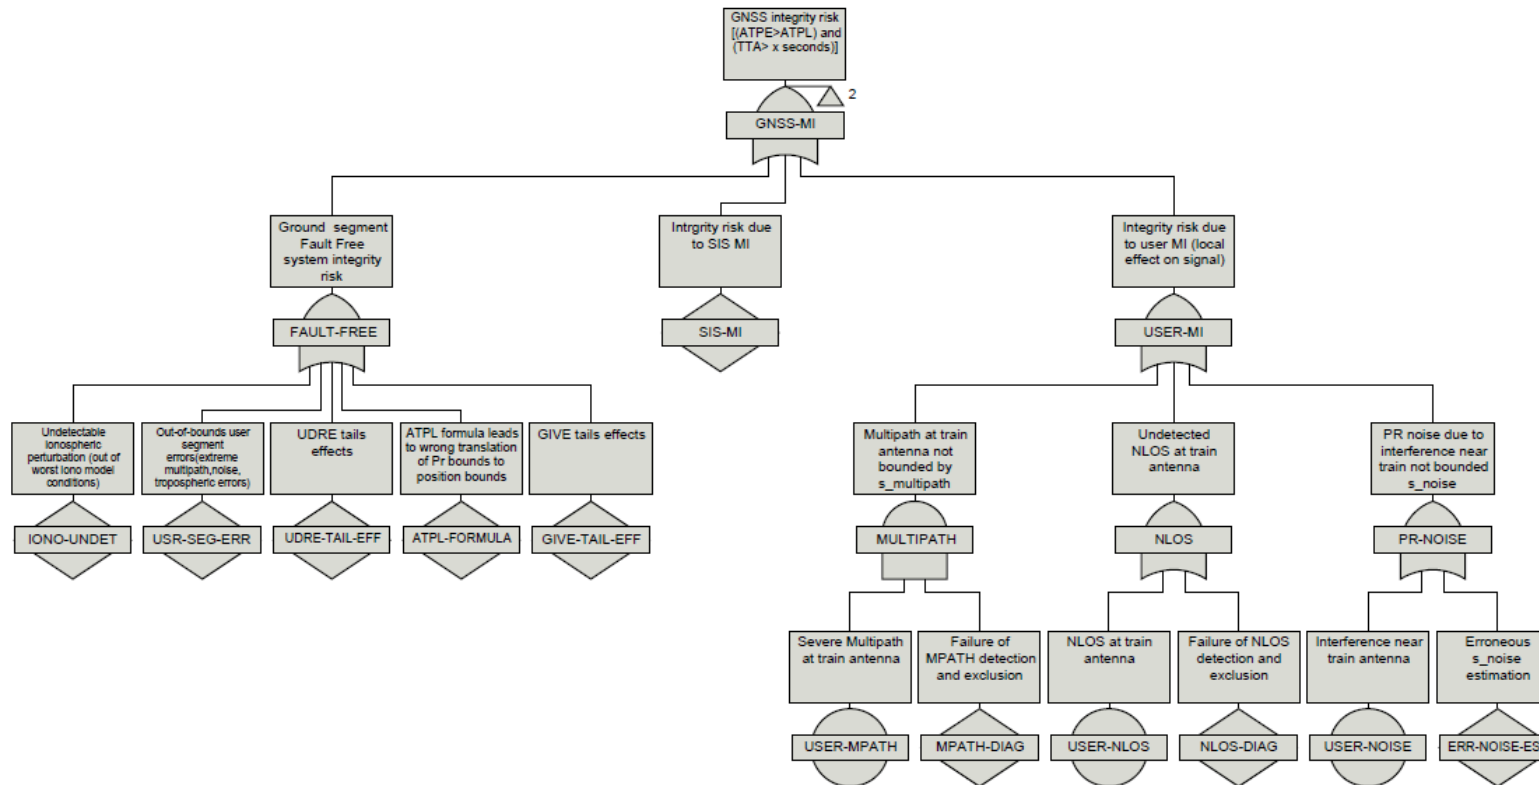 GNSS integrity risk
[(ATPE>ATPL) and
(TTA> x seconds)]
2
GNSS-MI
Ground segment
Fault Free
system integrity
risk
FAULT-FREE
Intrgrity risk due
to SIS MI
SIS-MI
Integrity risk due
to user MI (local
effect on signal)
USER-MI
Undetectable
Ionospheric
perturbation (out of
worst Iono model
conditions)
IONO-UNDET
Out-of-bounds user
segment
errors(extreme
multipath,noise,
tropospheric errors)
USR-SEG-ERR
UDRE tails
effects
UDRE-TAIL-EFF
ATPL formula leads
to wrong translation
of Pr bounds to
position bounds
ATPL-FORMULA
GIVE tails effects
GIVE-TAIL-EFF
Multipath at train
antenna not
bounded by
s_multipath
MULTIPATH
Undetected
NLOS at train
antenna
NLOS
PR noise due to
interference near
train not bounded
s_noise
PR-NOISE
Severe Multipath
at train antenna
USER-MPATH
Failure of
MPATH detection
and exclusion
MPATH-DIAG
NLOS at train
antenna
USER-NLOS
Failure of NLOS
detection and
exclusion
NLOS-DIAG
Interference near
train antenna
USER-NOISE
Erroneous
s_noise
estimation
ERR-NOISE-ES